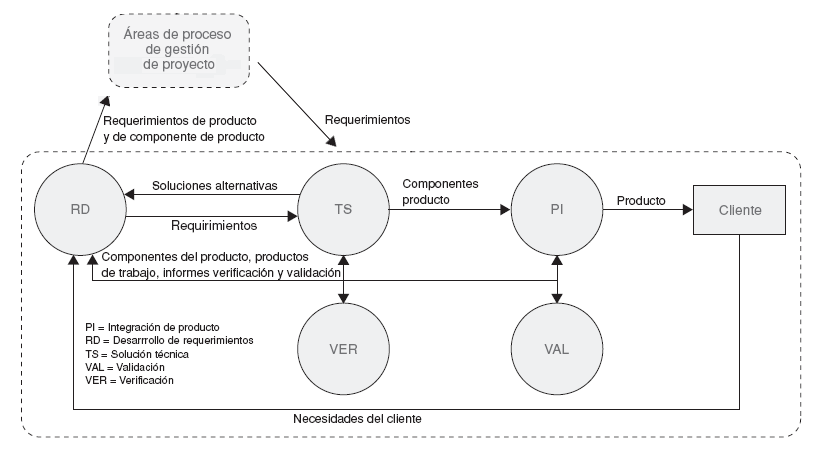 Áreas de proceso
de gestión
de proyecto
Requerimientos de producto
y de componente de producto
Requerimientos
RD
Soluciones alternativas
Requirimientos
TS
Componentes
producto
PI
Producto
Cliente
Componentes del producto, productos
de trabajo, informes verificación y validación
PI = Integración de producto
RD = Desarrrollo de requerimientos
TS = Solución técnica
VAL = Validación
VER = Verificación
VER
VAL
Necesidades del cliente